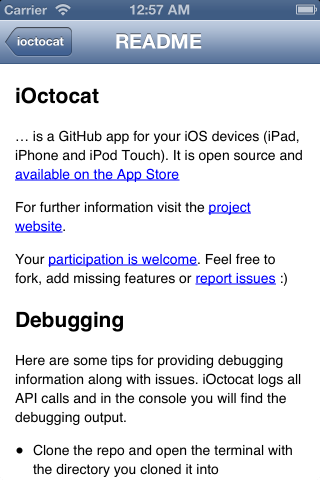 Carrier 12:57 AM
ioctocat README
iOctocat
… is a GitHub app for your iOS devices (iPad,
iPhone and iPod Touch). It is open source and
available on the App Store
For further information visit the project
website.
Your participation is welcome. Feel free to
fork, add missing features or report issues :)
Debugging
Here are some tips for providing debugging
information along with issues. iOctocat logs all
API calls and in the console you will find the
debugging output.
• Clone the repo and open the terminal with
the directory you cloned it into